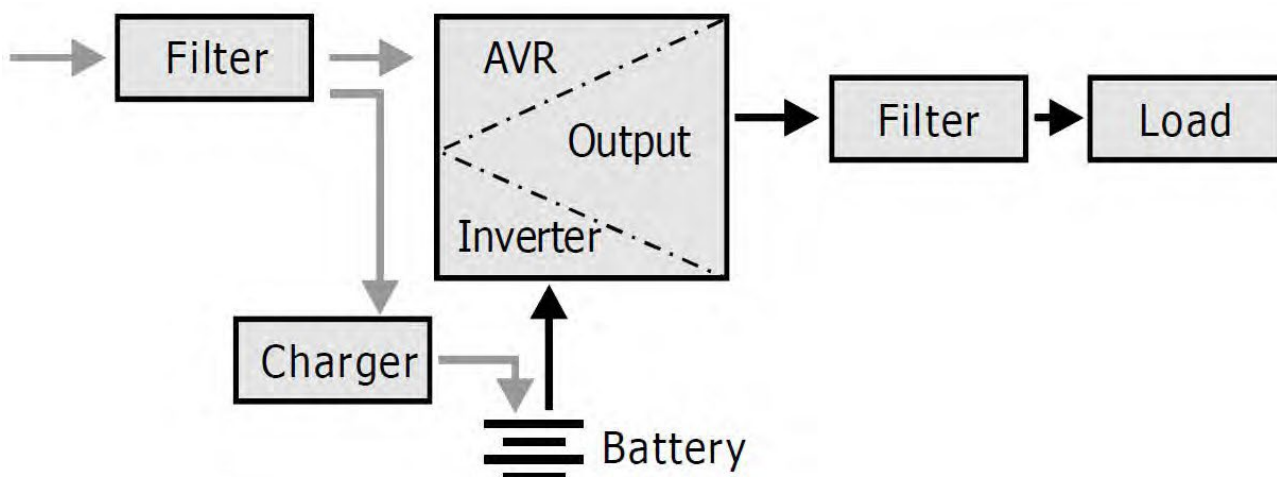 Filter
AVR
Output
Inverter
Filter
Load
Charger
Battery